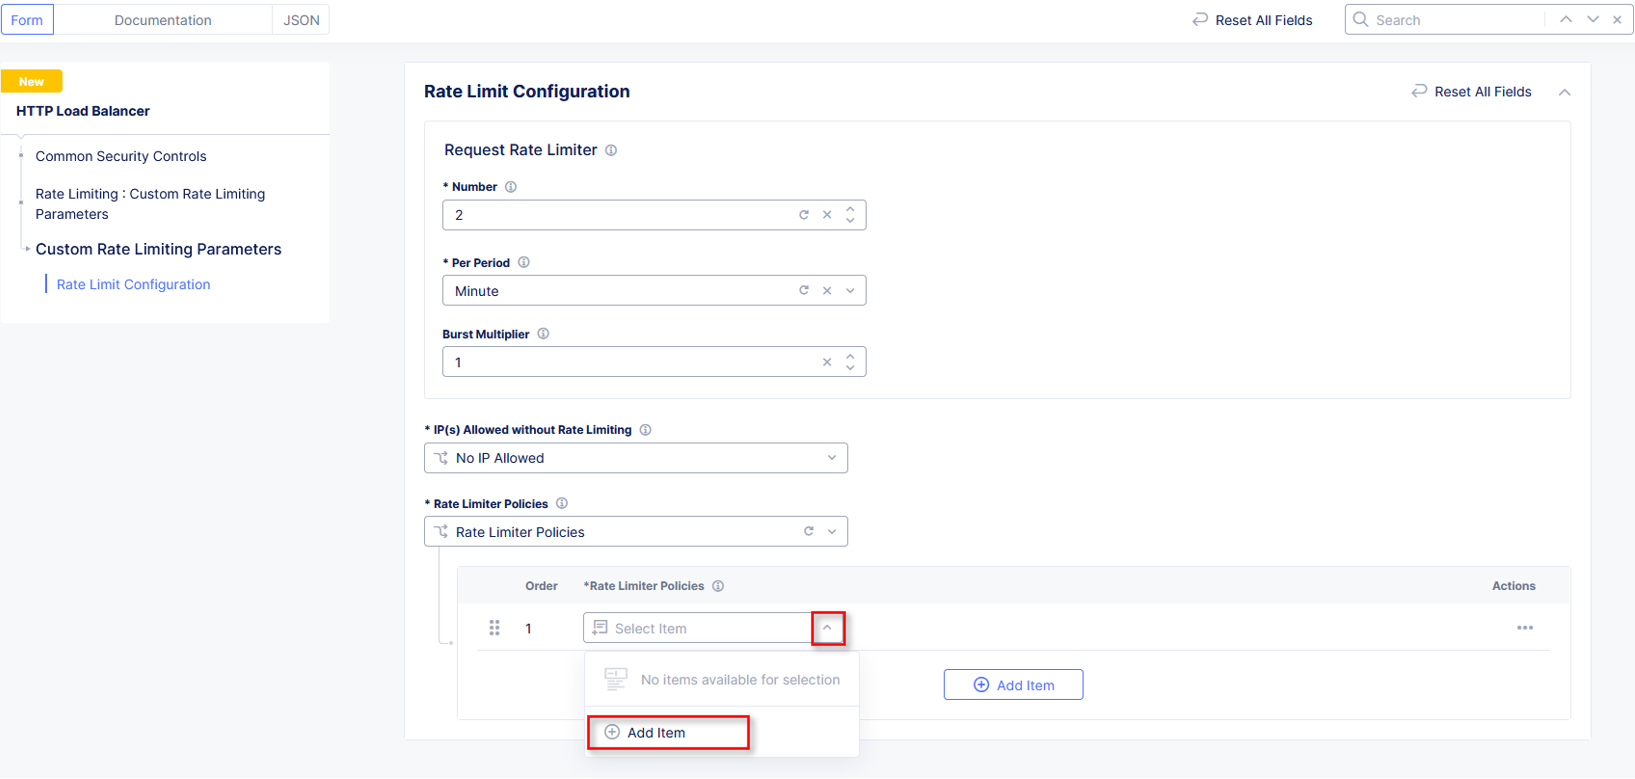 Form
Documentation
JSON
Reset All Fields
Search
New
HTTP Load Balancer
Common Security Controls
Rate Limiting : Custom Rate Limiting
Parameters
Custom Rate Limiting Parameters
Rate Limit Configuration
Rate Limit Configuration
Reset All Fields
Request Rate Limiter
* Number
2
* Per Period
Minute
Burst Multiplier
1
* IP(s) Allowed without Rate Limiting
No IP Allowed
* Rate Limiter Policies
Rate Limiter Policies
Order
*Rate Limiter Policies
Actions
1
Select Item
No items available for selection
Add Item
Add Item